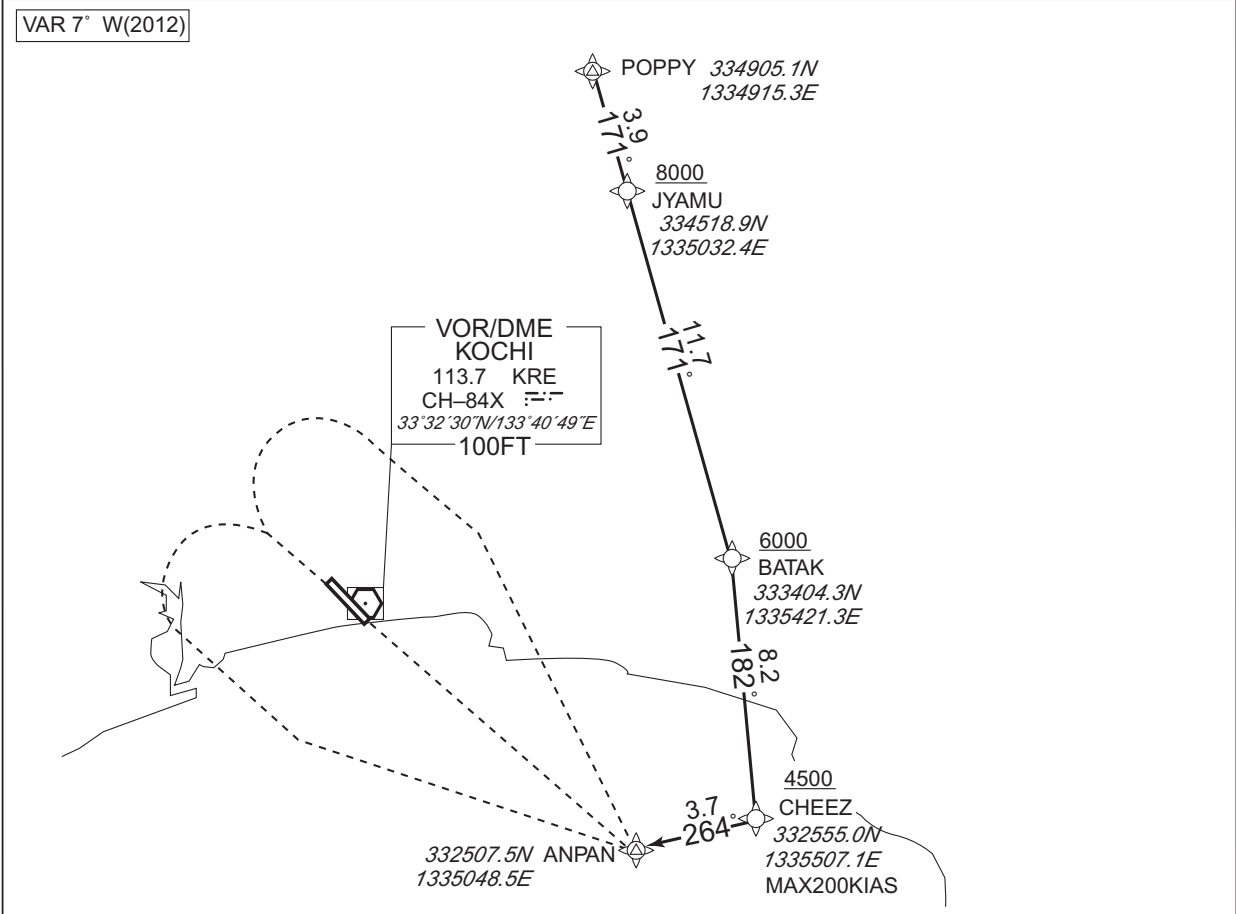 VAR 7° W(2012)
POPPY 334905.1N
1334915.3E
3.9
171°
8000
JYAMU
334518.9N
1335032.4E
11.7
171°
VOR/DME
KOCHI
113.7 KRE
CH–84X
33°32´30˝N/133°40´49˝E
100FT
6000
BATAK
333404.3N
1335421.3E
8.2
182°
4500
CHEEZ
332555.0N
1335507.1E
MAX200KIAS
3.7
264°
332507.5N ANPAN
1335048.5E